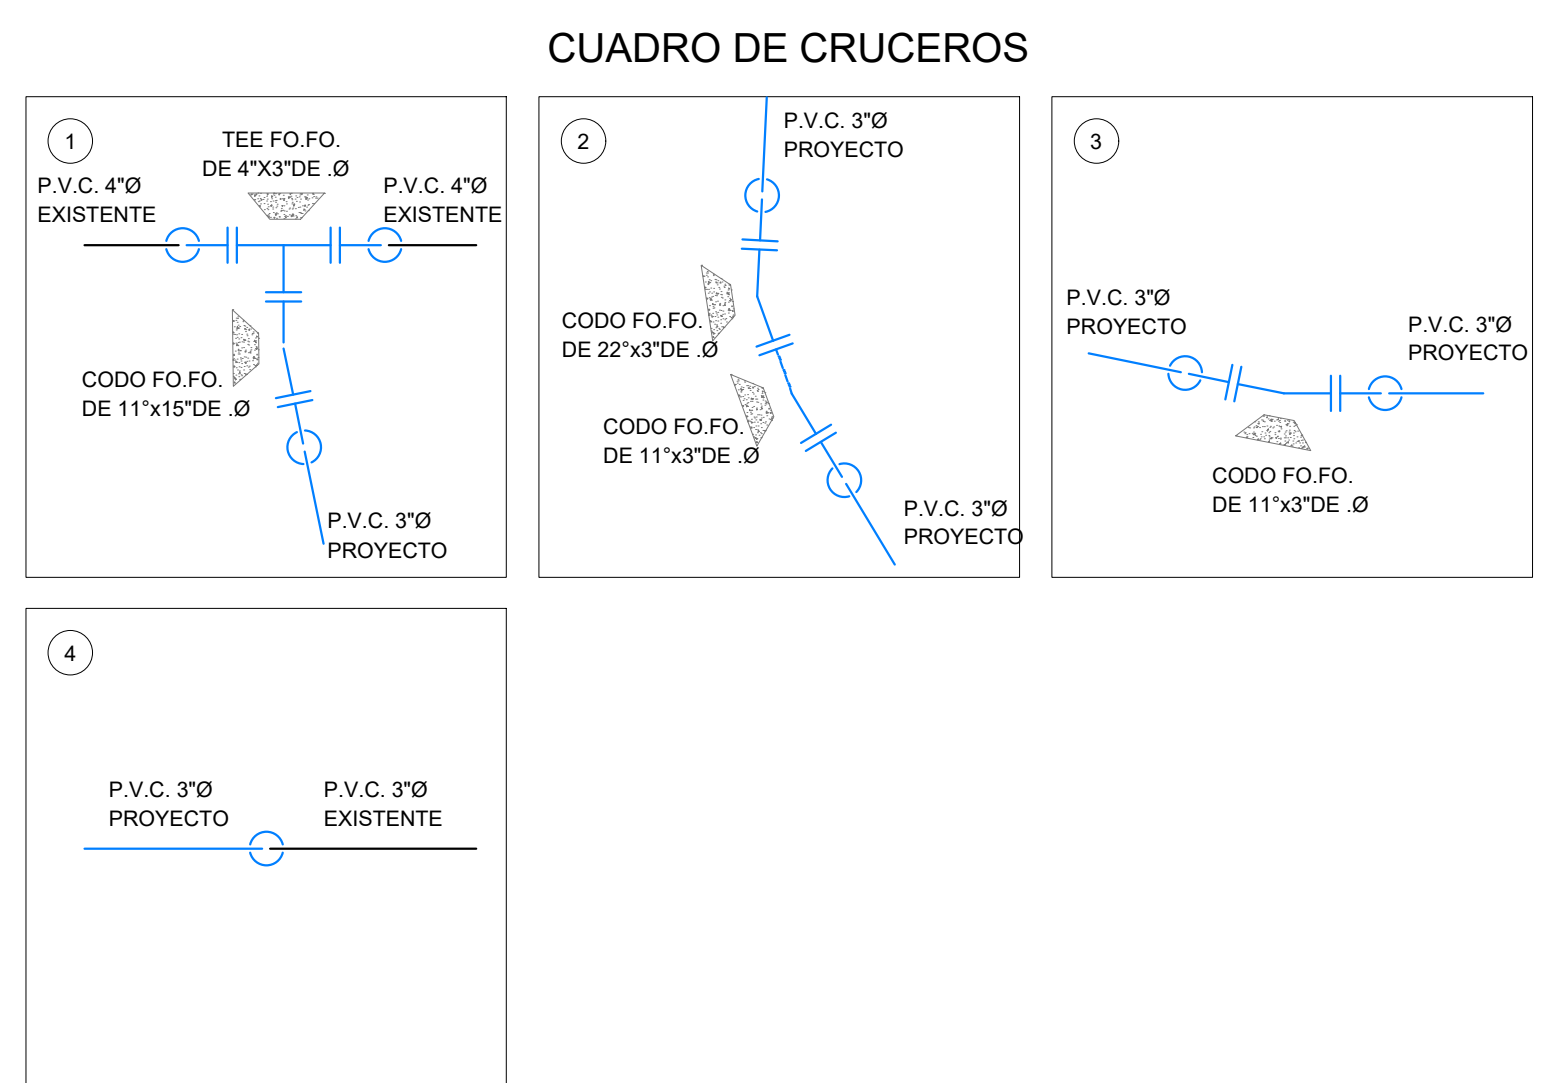 CUADRO DE CRUCEROS
1
TEE FO.FO.
DE 4"X3"DE .Ø
P.V.C. 4"Ø
EXISTENTE
P.V.C. 4"Ø
EXISTENTE
CODO FO.FO.
DE 11°x15"DE .Ø
P.V.C. 3"Ø
PROYECTO
2
P.V.C. 3"Ø
PROYECTO
CODO FO.FO.
DE 22°x3"DE .Ø
CODO FO.FO.
DE 11°x3"DE .Ø
P.V.C. 3"Ø
PROYECTO
3
P.V.C. 3"Ø
PROYECTO
P.V.C. 3"Ø
PROYECTO
CODO FO.FO.
DE 11°x3"DE .Ø
4
P.V.C. 3"Ø
PROYECTO
P.V.C. 3"Ø
EXISTENTE